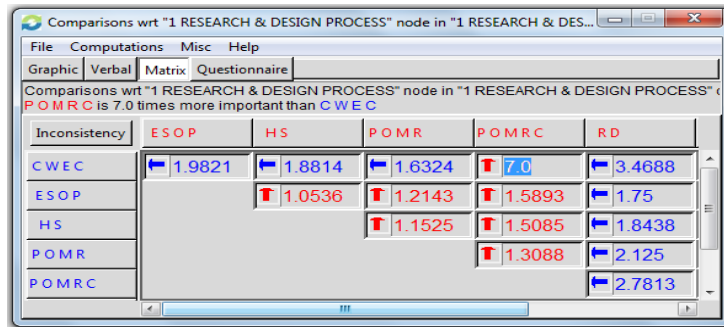 Comparisons wrt "1 RESEARCH & DESIGN PROCESS" node in "1 RESEARCH & DES...
File Computations Misc Help
Graphic Verbal Matrix Questionnaire
Comparisons wrt "1 RESEARCH & DESIGN PROCESS" node in "1 RESEARCH & DESIGN PROCESS"
P O M R C is 7.0 times more important than C W E C
Inconsistency E S O P H S P O M R P O M R C R D
C W E C 1.9821 1.8814 1.6324 7.0 3.4688
E S O P 1.0536 1.2143 1.5893 1.75
H S 1.1525 1.5085 1.8438
P O M R 1.3088 2.125
P O M R C 2.7813